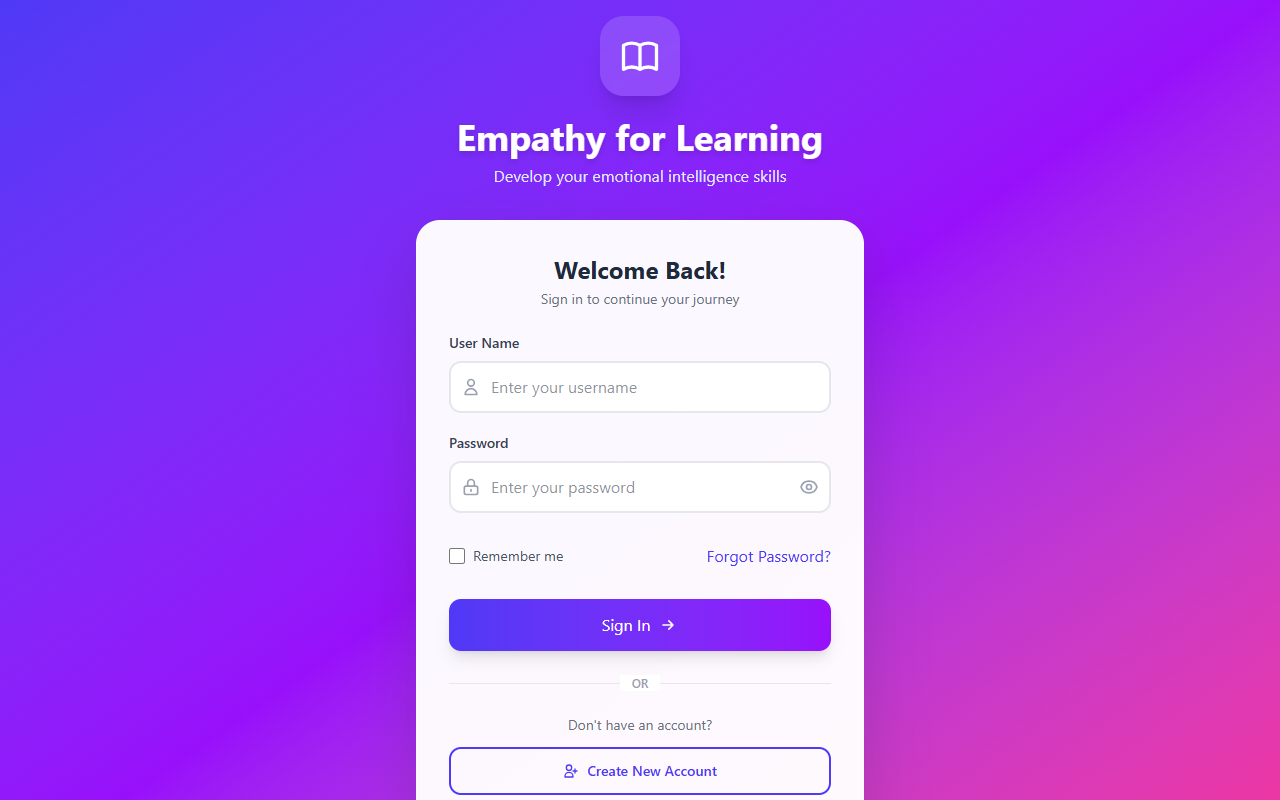 Empathy for Learning
Develop your emotional intelligence skills
Welcome Back!
Sign in to continue your journey
User Name
Enter your username
Password
Enter your password
Remember me
Forgot Password?
Sign In
OR
Don't have an account?
Create New Account